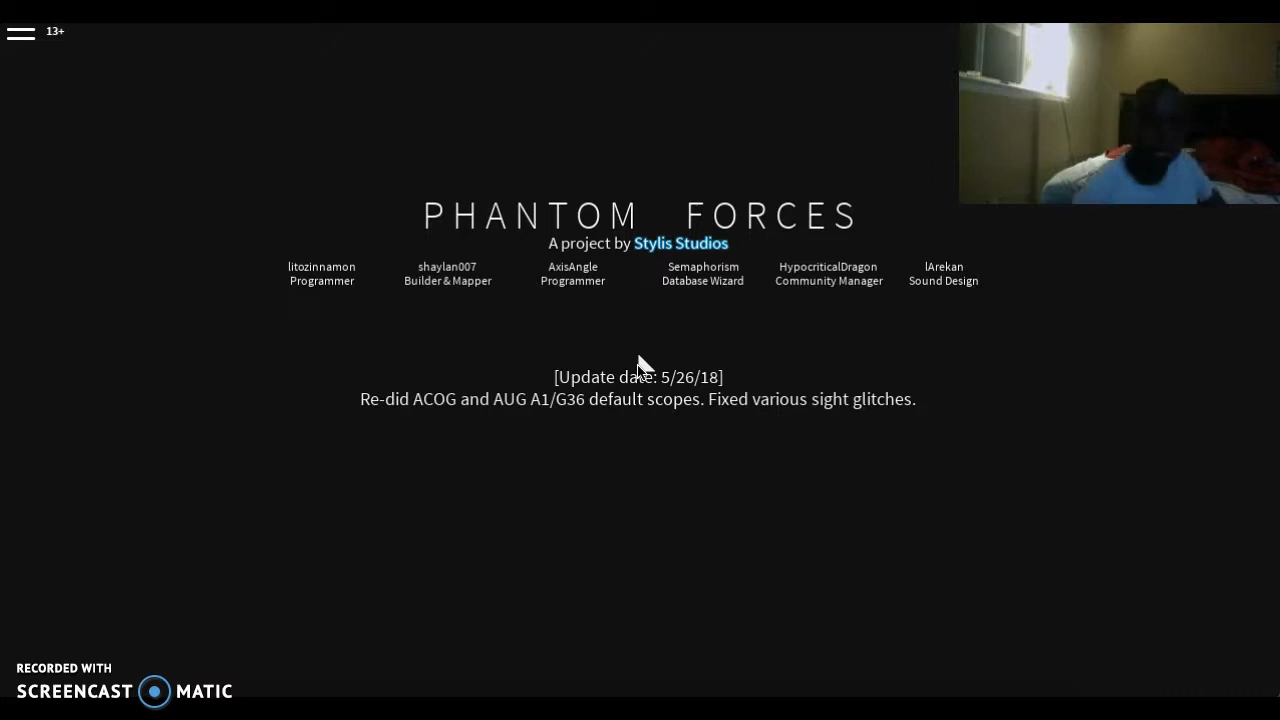 13+
PHANTOM FORCES
A project by Stylis Studios
litozinnamon shaylan007 AxisAngle Semaphorism HypocriticalDragon lArekan
Programmer Builder & Mapper Programmer Database Wizard Community Manager Sound Design
[Update date: 5/26/18]
Re-did ACOG and AUG A1/G36 default scopes. Fixed various sight glitches.
RECORDED WITH
SCREENCAST MATIC